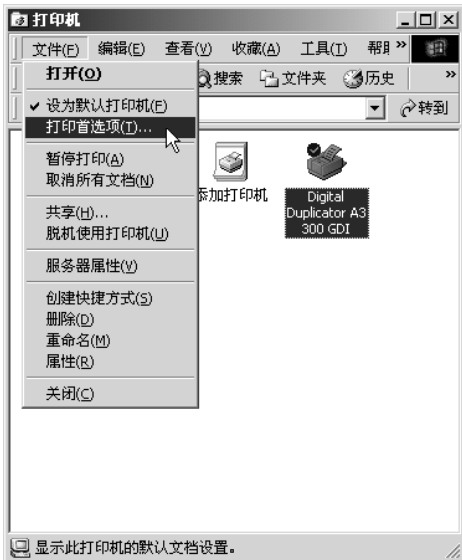 打印机
文件(F) 编辑(E) 查看(V) 收藏(A) 工具(T) 帮 »
搜索 文件夹 历史 »
转到
打开(O)
设为默认打印机(F)
打印首选项(T)...
暂停打印(A)
取消所有文档(N)
共享(H)...
脱机使用打印机(U)
服务器属性(V)
创建快捷方式(S)
删除(D)
重命名(M)
属性(R)
关闭(C)
添加打印机
Digital
Duplicator A3
300 GDI
显示此打印机的默认文档设置。